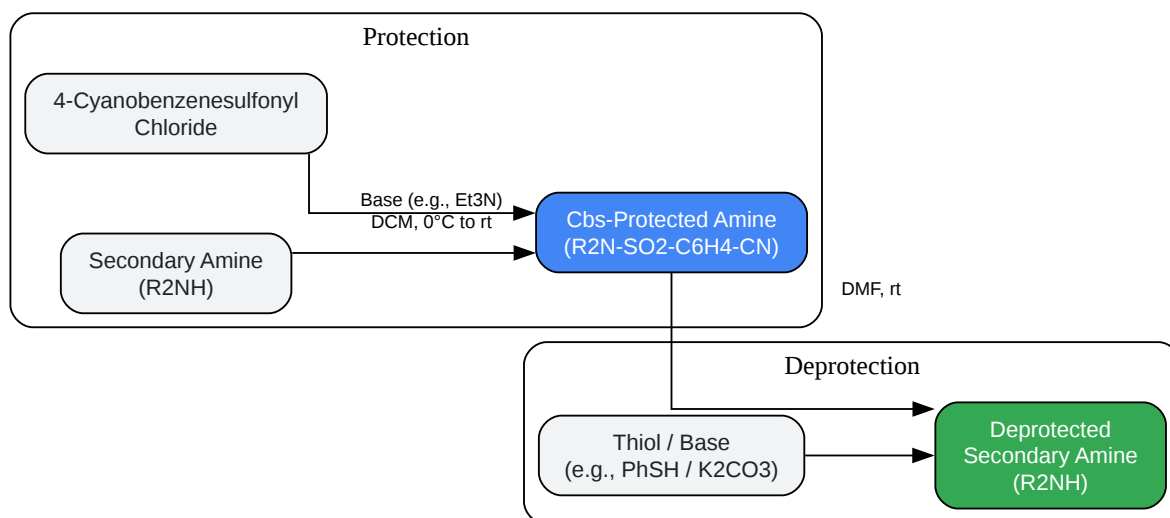 Protection
4-Cyanobenzenesulfonyl
Chloride
Base (e.g., Et3N)
DCM, 0°C to rt
Cbs-Protected Amine
(R2N-SO2-C6H4-CN)
Secondary Amine
(R2NH)
DMF, rt
Deprotection
Thiol / Base
(e.g., PhSH / K2CO3)
Deprotected
Secondary Amine
(R2NH)